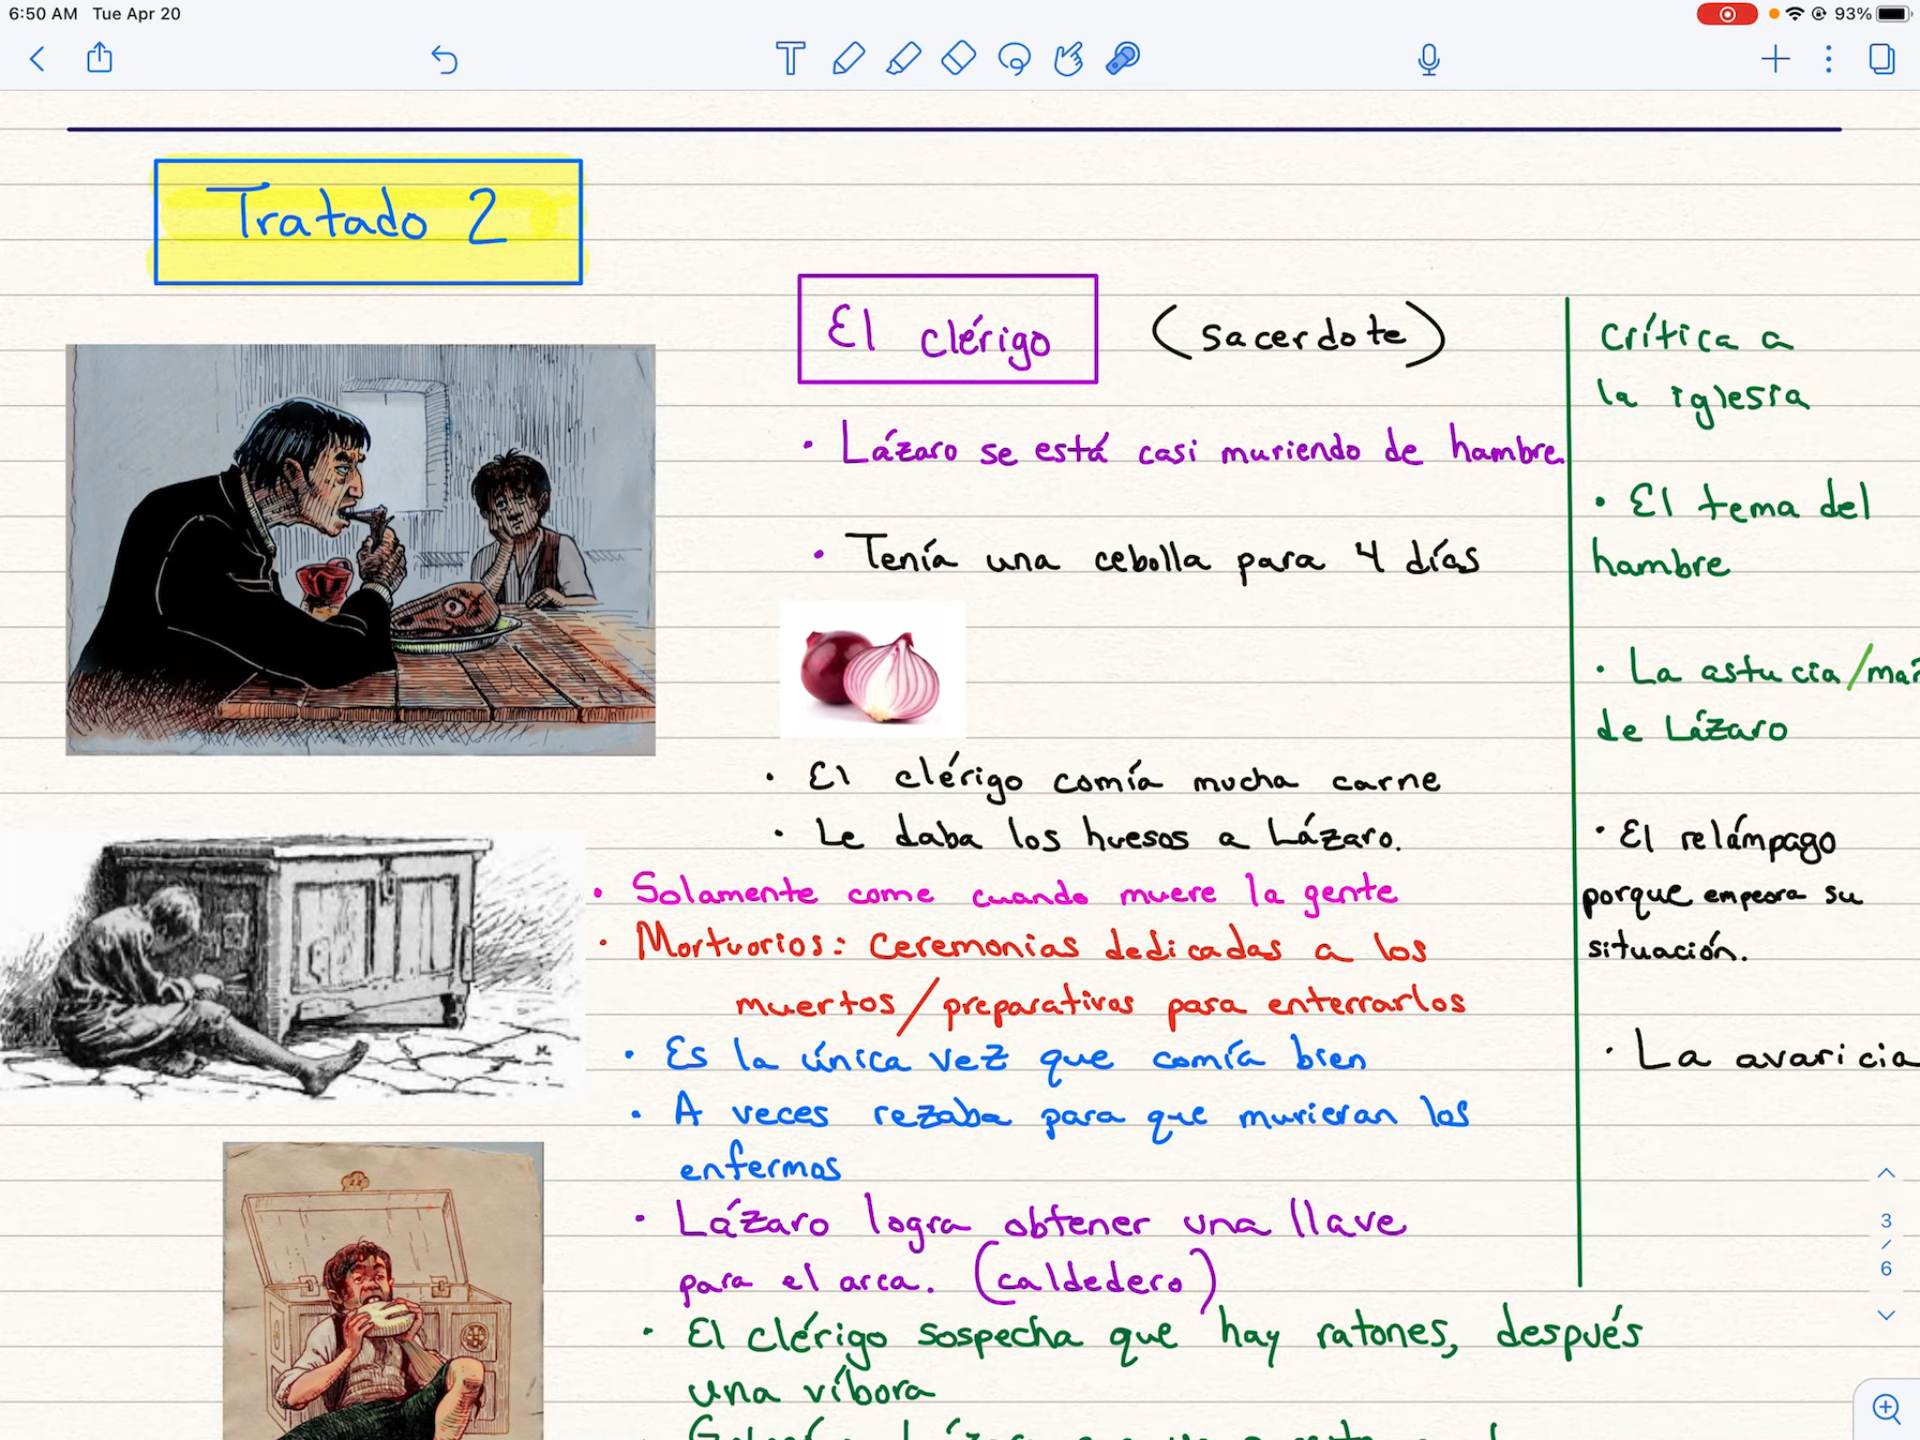 6:50 AM Tue Apr 20
93%
Tratado 2
El clérigo (sacerdote)
• Lázaro se está casi muriendo de hambre.
• Tenía una cebolla para 4 días
• El clérigo comía mucha carne
• Le daba los huesos a Lázaro.
• Solamente come cuando muere la gente
• Mortuorios: Ceremonias dedicadas a los
muertos/preparativos para enterrarlos
• Es la única vez que comía bien
• A veces rezaba para que murieran los
enfermos
• Lázaro logra obtener una llave
para el arca. (caldedero)
• El clérigo sospecha que hay ratones, después
una víbora
Crítica a
la iglesia
• El tema del
hambre
• La astucia/
de Lázaro
• El relámpago
porque empeora su
situación.
• La avaricia
3
/
6